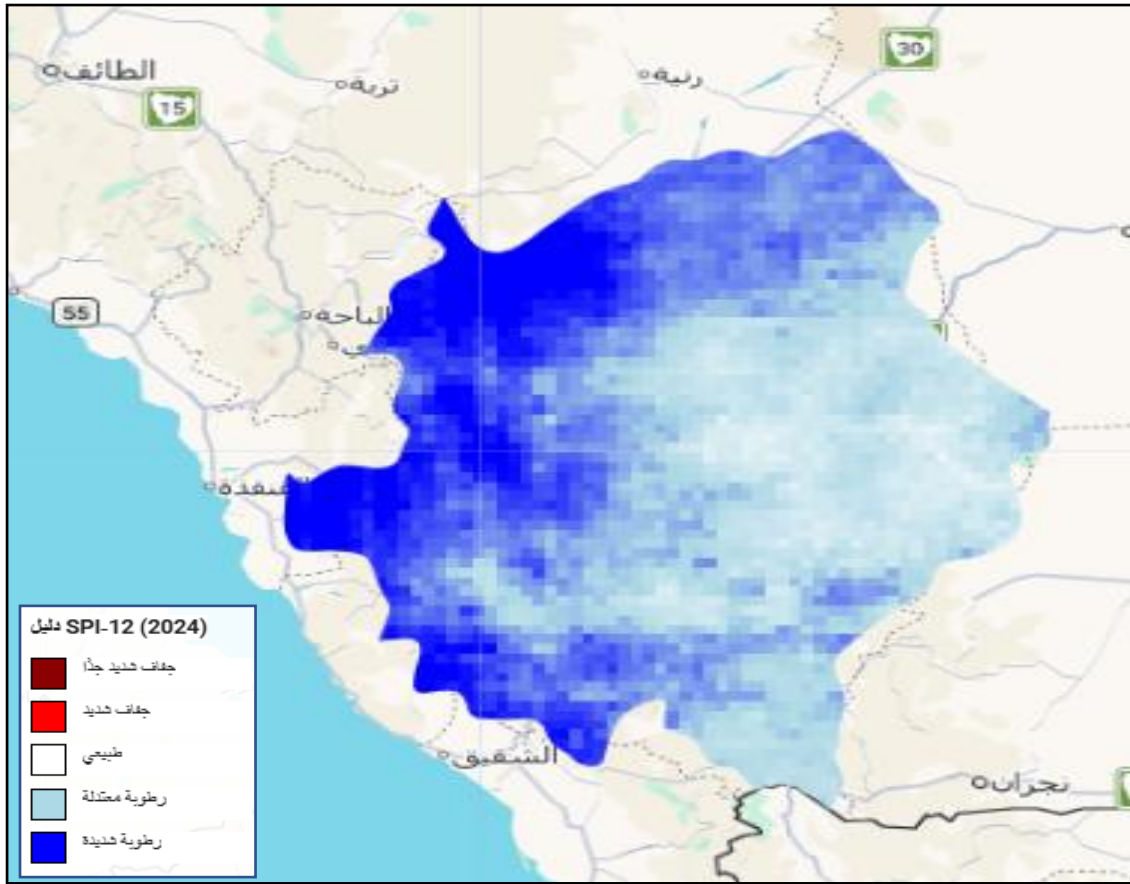 الطائف
تربة
رنية
30
15
55
الباحة
القنفذة
الشقيق
نجران
دليل SPI-12 (2024)
جفاف شديد جدًا
جفاف شديد
طبيعي
رطوبة معتدلة
رطوبة شديدة